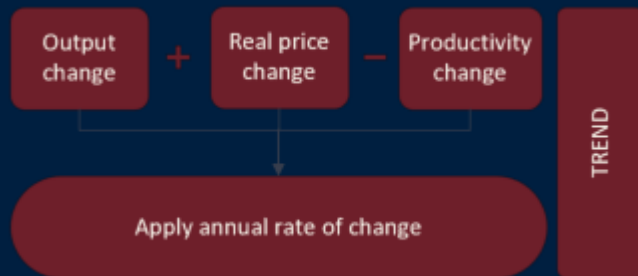 Output
change
+
Real price
change
−
Productivity
change
Apply annual rate of change
TREND